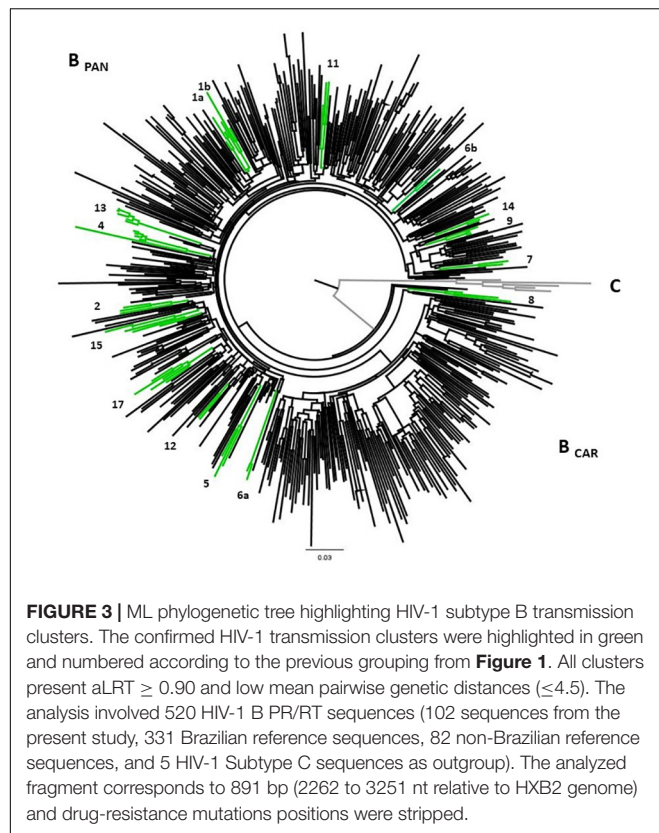 B PAN
11
1b
1a
6b
14
9
13
4
7
C
8
2
15
17
12
5
6a
B CAR
0.03
FIGURE 3 | ML phylogenetic tree highlighting HIV-1 subtype B transmission
clusters. The confirmed HIV-1 transmission clusters were highlighted in green
and numbered according to the previous grouping from Figure 1. All clusters
present aLRT ≥ 0.90 and low mean pairwise genetic distances (≤4.5). The
analysis involved 520 HIV-1 B PR/RT sequences (102 sequences from the
present study, 331 Brazilian reference sequences, 82 non-Brazilian reference
sequences, and 5 HIV-1 Subtype C sequences as outgroup). The analyzed
fragment corresponds to 891 bp (2262 to 3251 nt relative to HXB2 genome)
and drug-resistance mutations positions were stripped.